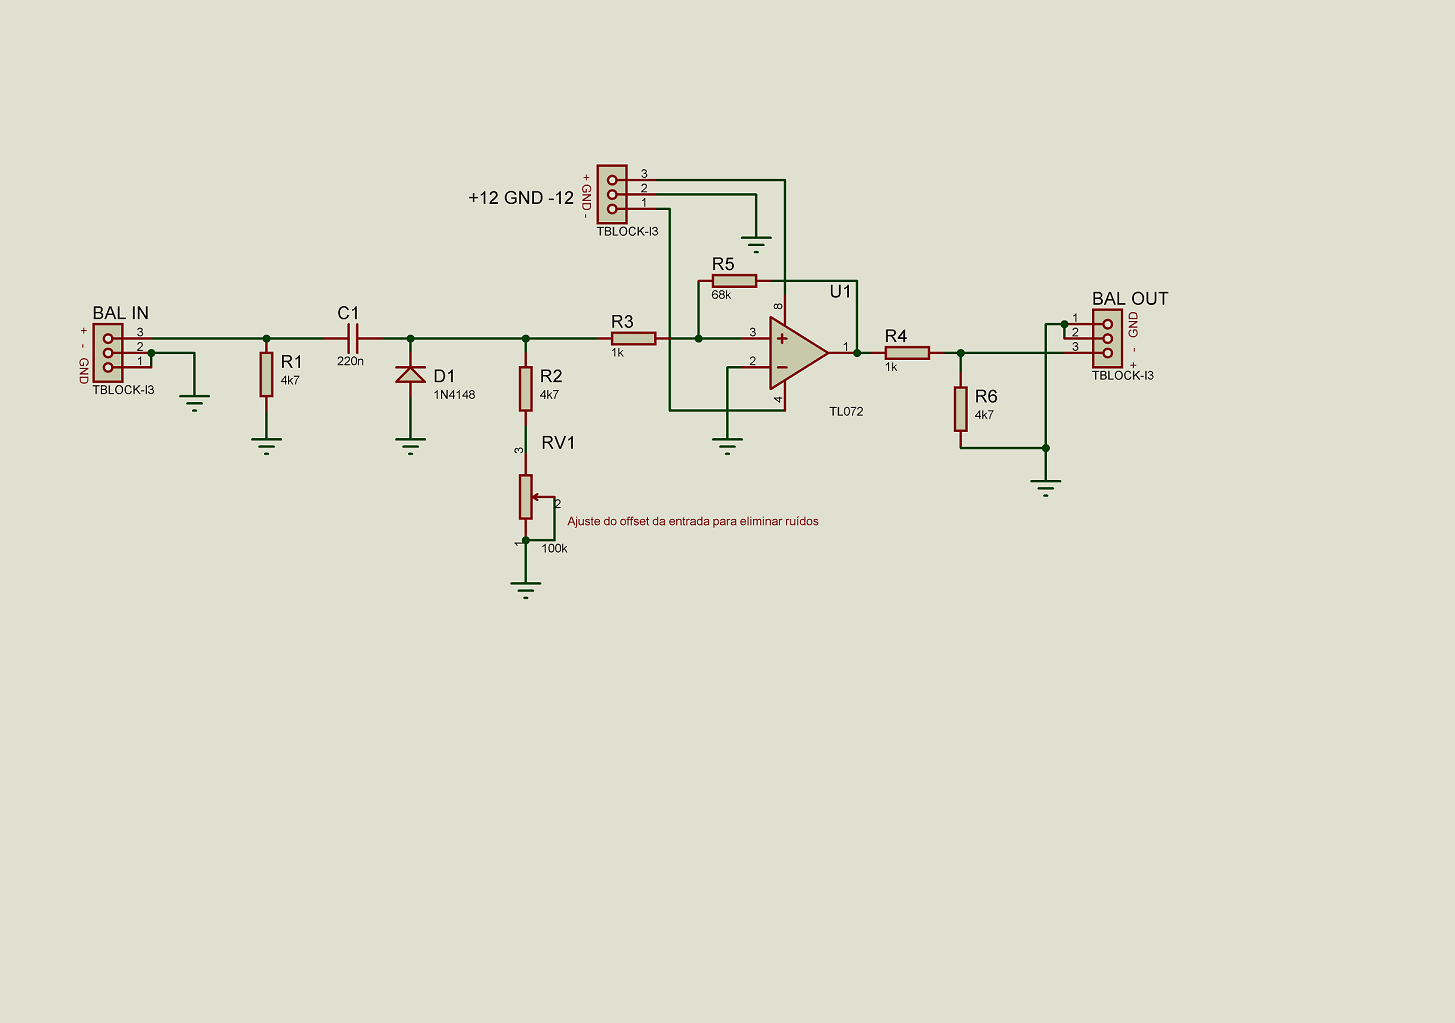 +12 GND -12
+ GND -
3
2
1
TBLOCK-I3
R5
68k
U1
8
3
2
1
4
TL072
BAL IN
+ - GND
3
2
1
TBLOCK-I3
R1
4k7
C1
220n
D1
1N4148
R2
4k7
R3
1k
RV1
3
2
1
100k
Ajuste do offset da entrada para eliminar ruídos
R4
1k
R6
4k7
BAL OUT
1
2
3
GND - +
TBLOCK-I3